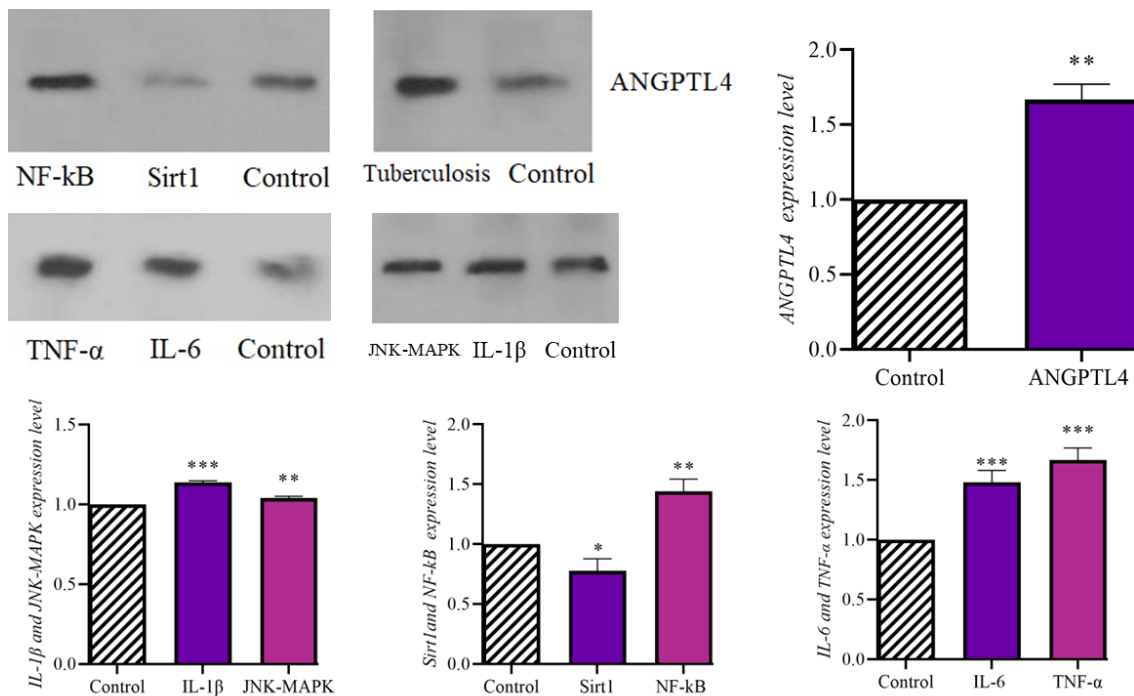 NF-kB Sirt1 Control
Tuberculosis Control
ANGPTL4
TNF-α IL-6 Control
JNK-MAPK IL-1β Control
ANGPTL4 expression level
2.0
1.5
1.0
0.5
0.0
**
Control ANGPTL4
IL-1β and JNK-MAPK expression level
1.5
1.0
0.5
0.0
***
**
Control IL-1β JNK-MAPK
Sirt1and NF-kB expression level
2.0
1.5
1.0
0.5
0.0
*
**
Control Sirt1 NF-kB
IL-6 and TNF-α expression level
2.0
1.5
1.0
0.5
0.0
***
***
Control IL-6 TNF-α